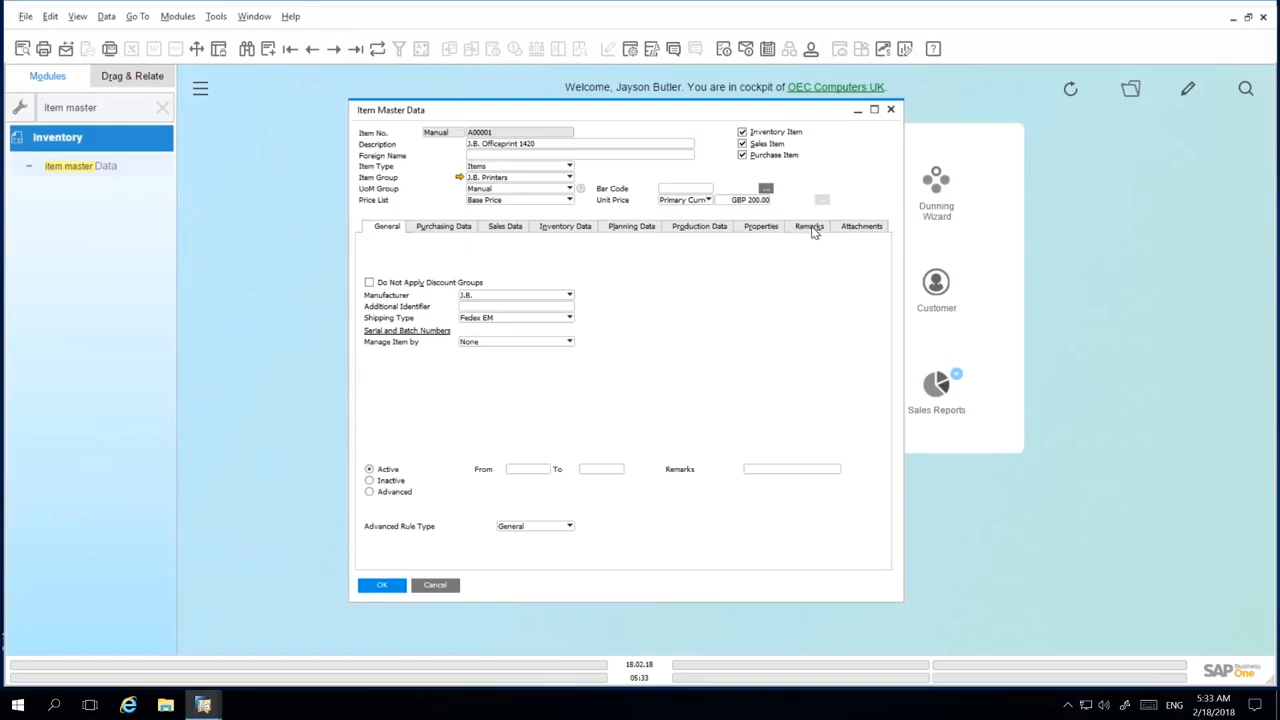 File Edit View Data Go To Modules Tools Window Help
Modules Drag & Relate
Welcome, Jayson Butler. You are in cockpit of OEC Computers UK.
item master
Inventory
item master Data
Item Master Data
Item No. Manual A00001 Inventory Item
Description J.B. Officeprint 1420 Sales Item
Foreign Name Purchase Item
Item Type Items
Item Group J.B. Printers
UoM Group Manual Bar Code ...
Price List Base Price Unit Price Primary Curr GBP 200.00 ...
General Purchasing Data Sales Data Inventory Data Planning Data Production Data Properties Remarks Attachments
Do Not Apply Discount Groups
Manufacturer J.B.
Additional Identifier
Shipping Type Fedex EM
Serial and Batch Numbers
Manage Item by None
Active From To Remarks
Inactive
Advanced
Advanced Rule Type General
OK Cancel
Dunning
Wizard
Customer
Sales Reports
18.02.18
05:33
SAP Business One
ENG
5:33 AM
2/18/2018